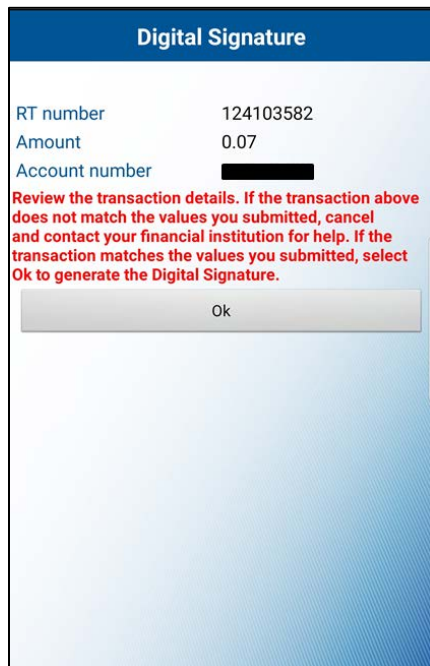 Digital Signature
RT number 124103582
Amount 0.07
Account number
Review the transaction details. If the transaction above
does not match the values you submitted, cancel
and contact your financial institution for help. If the
transaction matches the values you submitted, select
Ok to generate the Digital Signature.
Ok